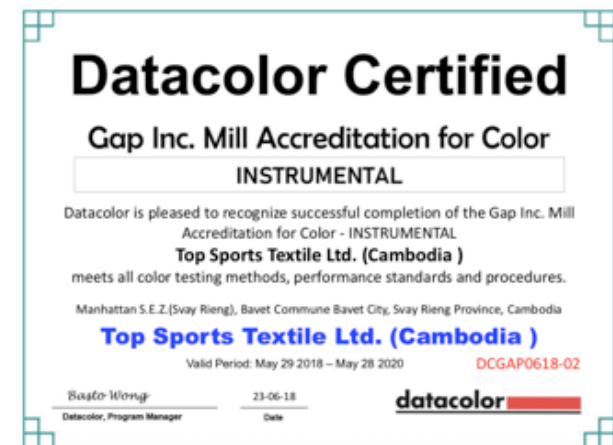 Datacolor Certified
Gap Inc. Mill Accreditation for Color
INSTRUMENTAL
Datacolor is pleased to recognize successful completion of the Gap Inc. Mill
Accreditation for Color - INSTRUMENTAL
Top Sports Textile Ltd. (Cambodia )
meets all color testing methods, performance standards and procedures.
Manhattan S.E.Z.(Svay Rieng), Bavet Commune Bavet City, Svay Rieng Province, Cambodia
Top Sports Textile Ltd. (Cambodia )
Valid Period: May 29 2018 – May 28 2020 DCGAP0618-02
Basto Wong 23-06-18 datacolor
Datacolor, Program Manager Date